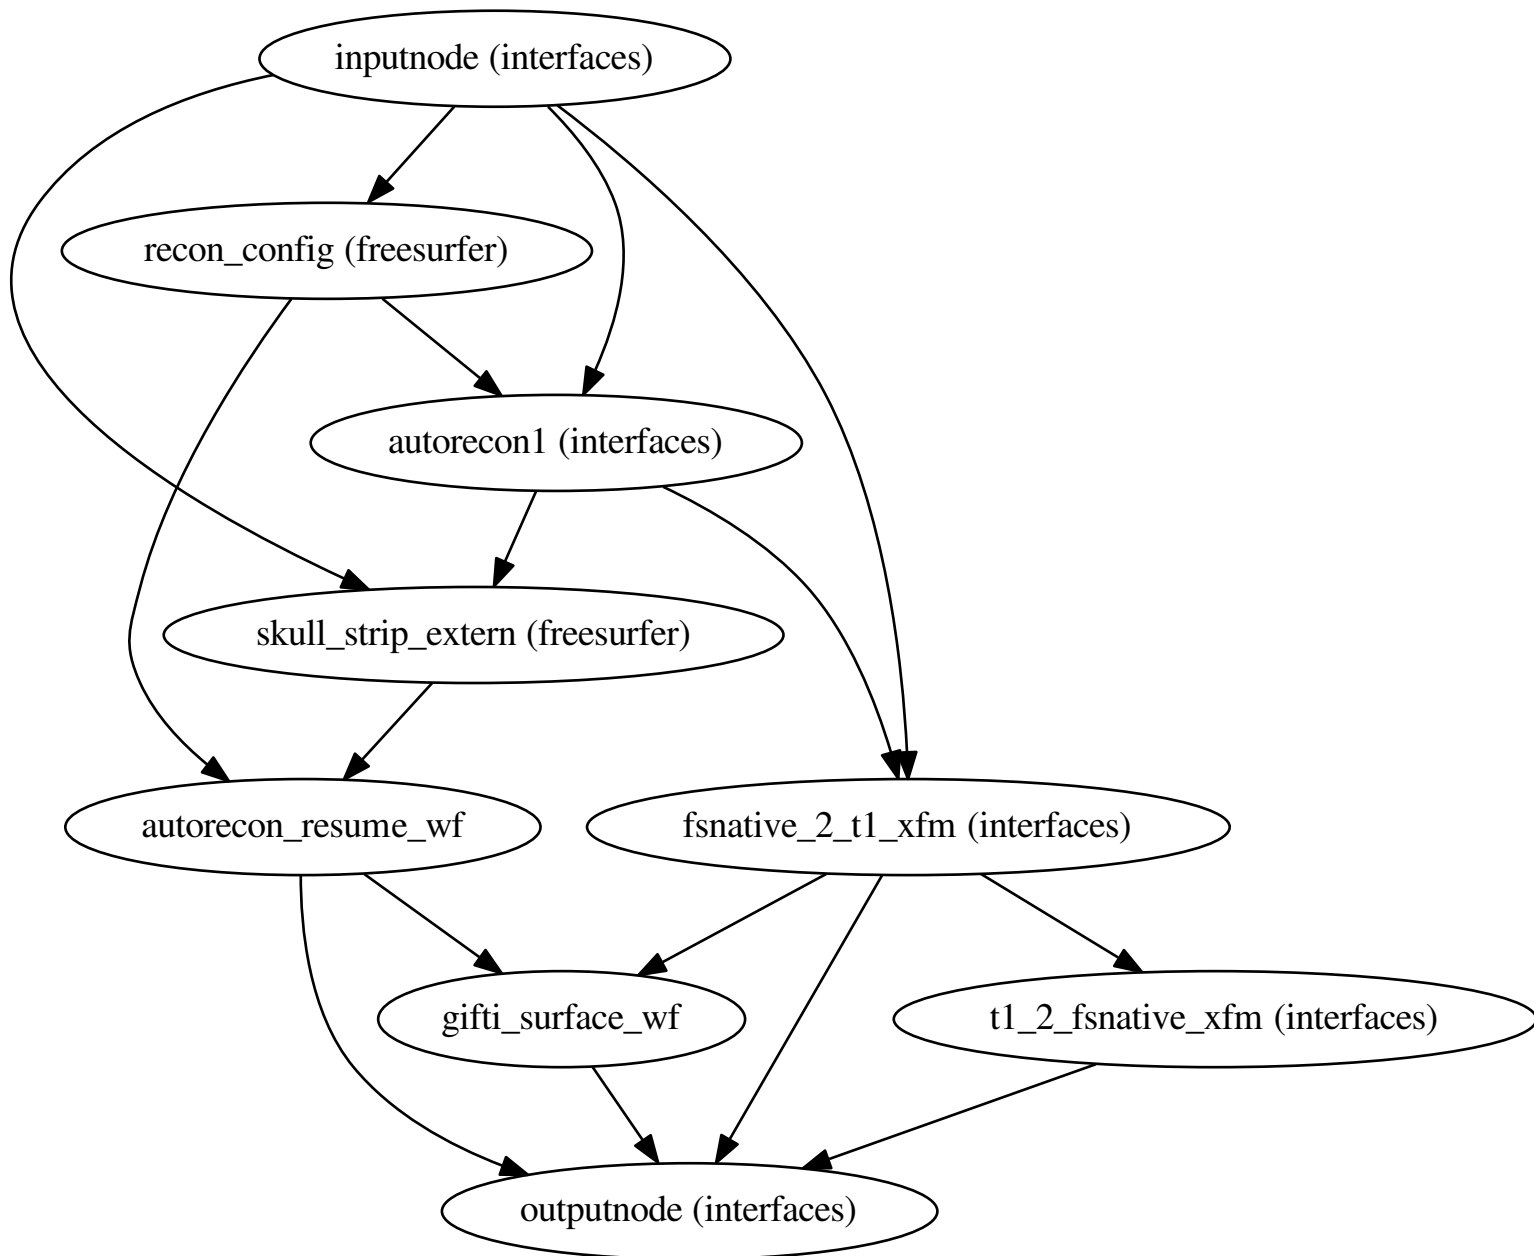 inputnode (interfaces)
recon_config (freesurfer)
autorecon1 (interfaces)
skull_strip_extern (freesurfer)
autorecon_resume_wf
fsnative_2_t1_xfm (interfaces)
gifti_surface_wf
t1_2_fsnative_xfm (interfaces)
outputnode (interfaces)